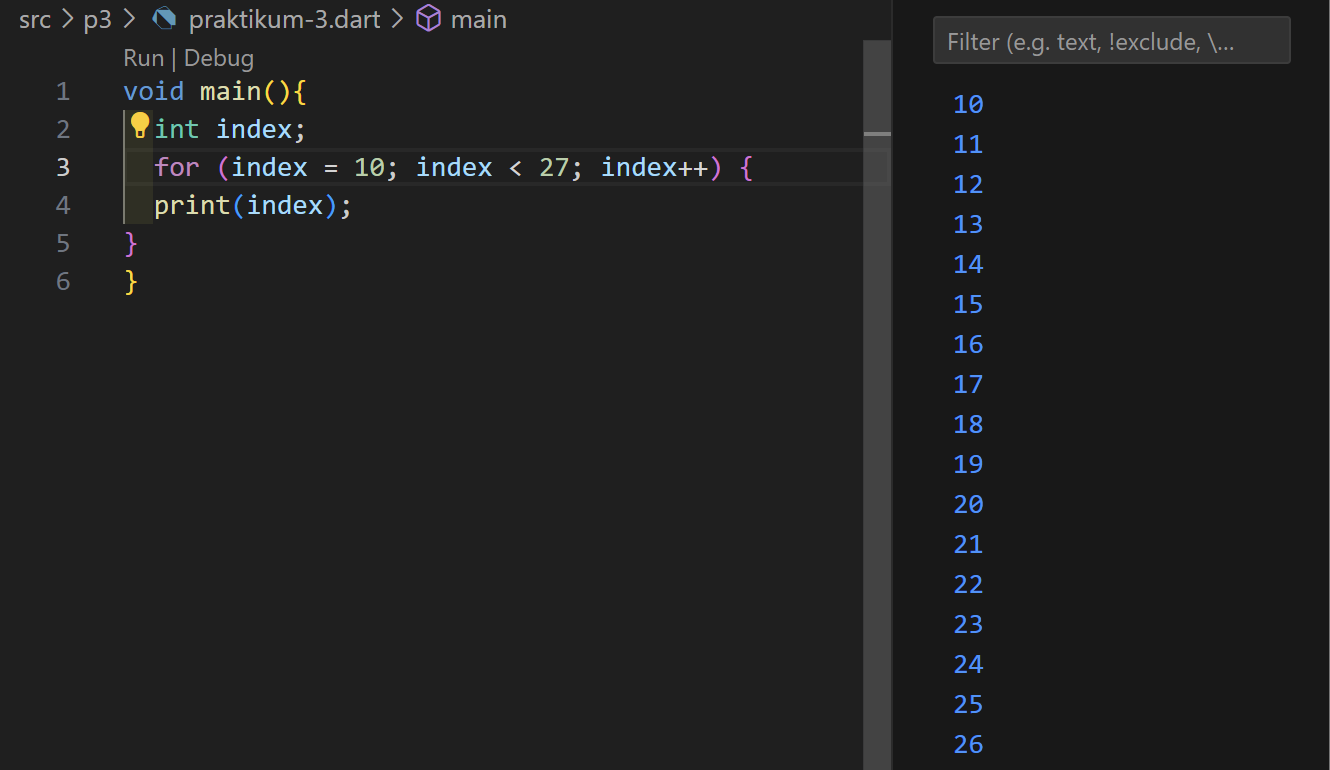 src > p3 > praktikum-3.dart > main
Run | Debug
1 void main(){
2 int index;
3 for (index = 10; index < 27; index++) {
4 print(index);
5 }
6 }
Filter (e.g. text, !exclude, \...
10
11
12
13
14
15
16
17
18
19
20
21
22
23
24
25
26